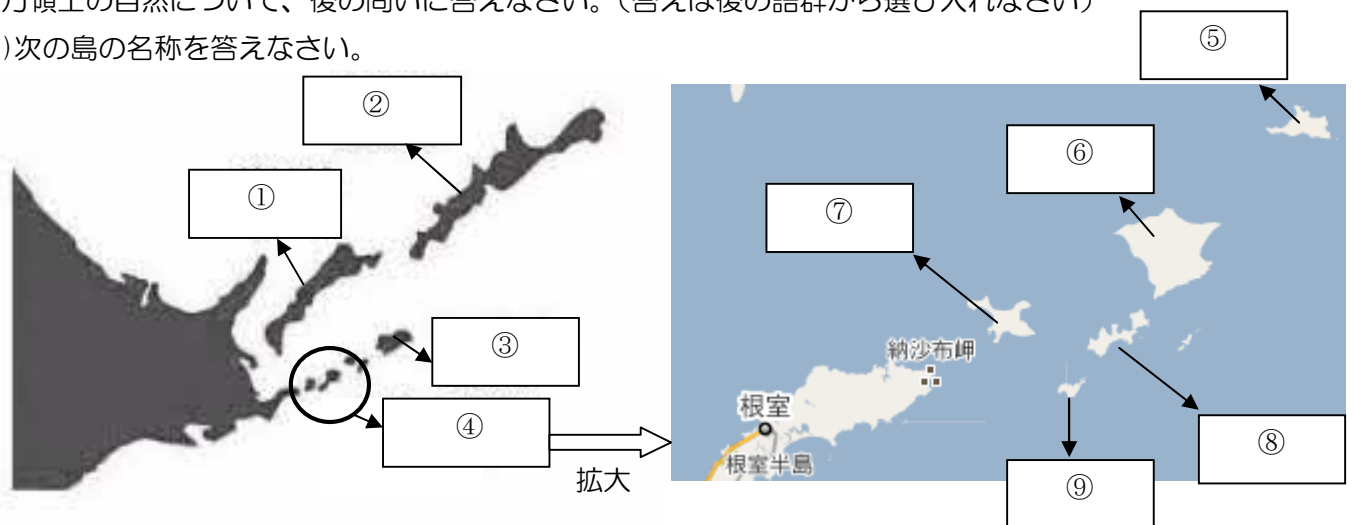 方領土の自然について、後の問いに答えなさい。(答えは後の語群から選び入れなさい)
)次の島の名称を答えなさい。
①
②
③
④
拡大
⑤
⑥
⑦
納沙布岬
根室
根室半島
⑧
⑨